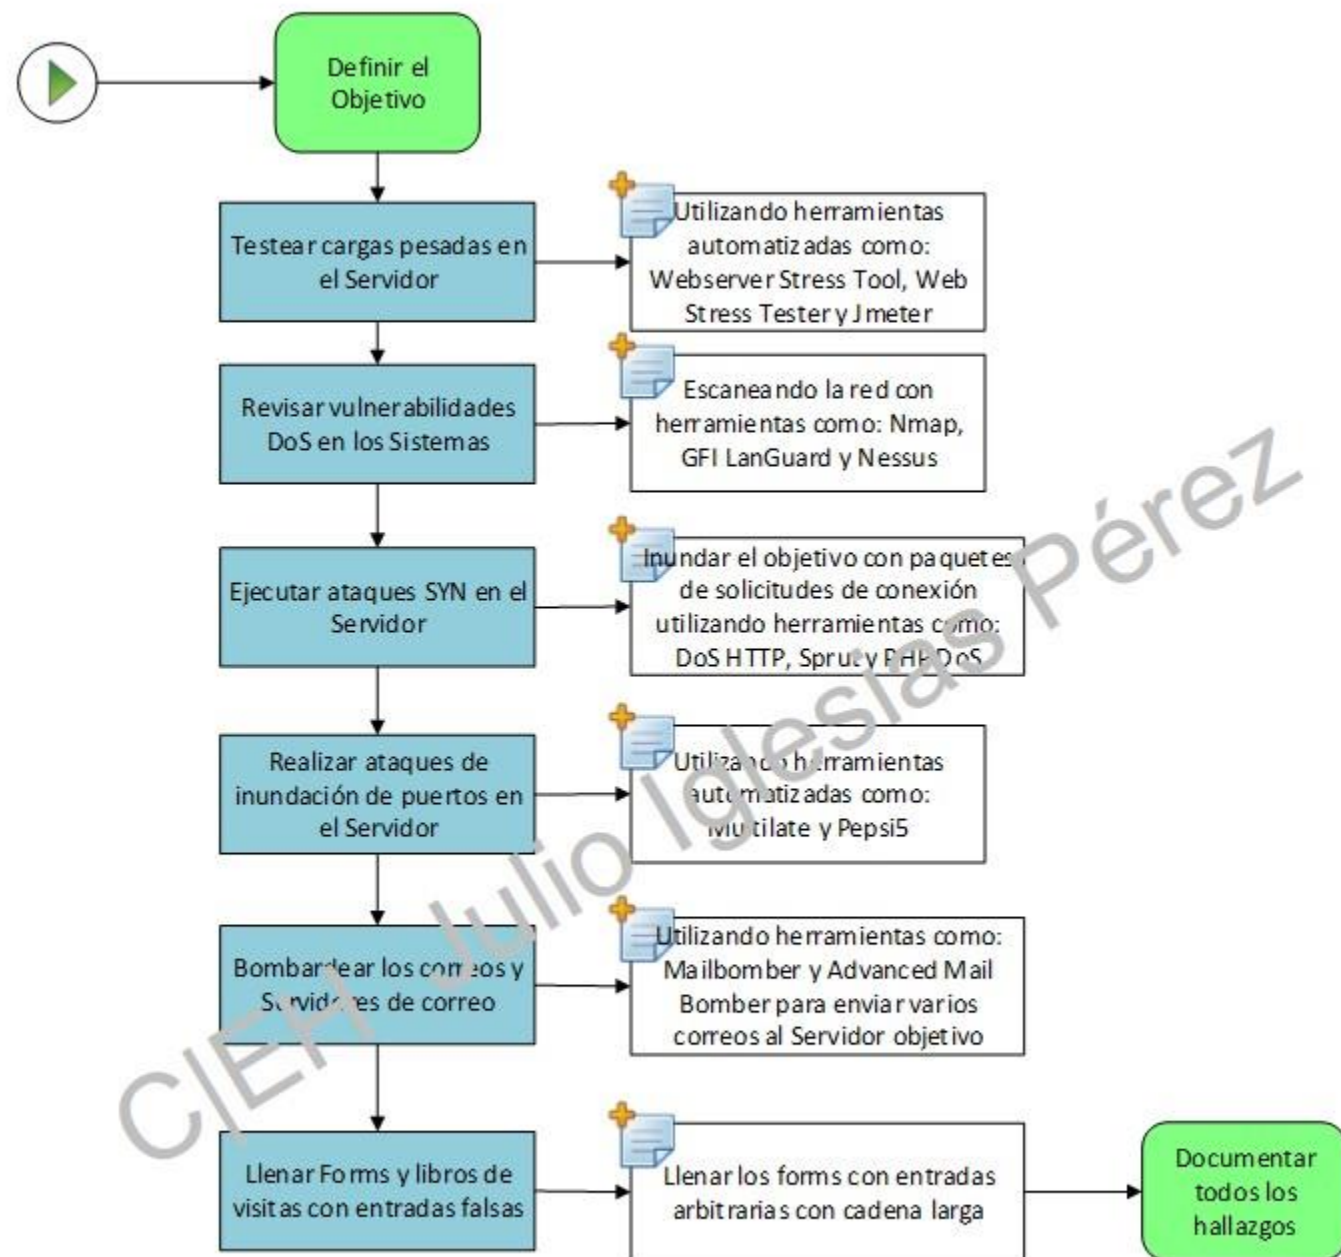 Definir el
Objetivo
Testear cargas pesadas en
el Servidor
Utilizando herramientas
automatizadas como:
Webserver Stress Tool, Web
Stress Tester y Jmeter
Revisar vulnerabilidades
DoS en los Sistemas
Escaneando la red con
herramientas como: Nmap,
GFI LanGuard y Nessus
Ejecutar ataques SYN en el
Servidor
Inundar el objetivo con paquetes
de solicitudes de conexión
utilizando herramientas como:
DoS HTTP, Sprut y PHP DoS
Realizar ataques de
inundación de puertos en
el Servidor
Utilizando herramientas
automatizadas como:
Mutilate y Pepsi5
Bombardear los correos y
Servidores de correo
Utilizando herramientas como:
Mailbomber y Advanced Mail
Bomber para enviar varios
correos al Servidor objetivo
Llenar Forms y libros de
visitas con entradas falsas
Llenar los forms con entradas
arbitrarias con cadena larga
Documentar
todos los
hallazgos
C|EH Julio Iglesias Pérez